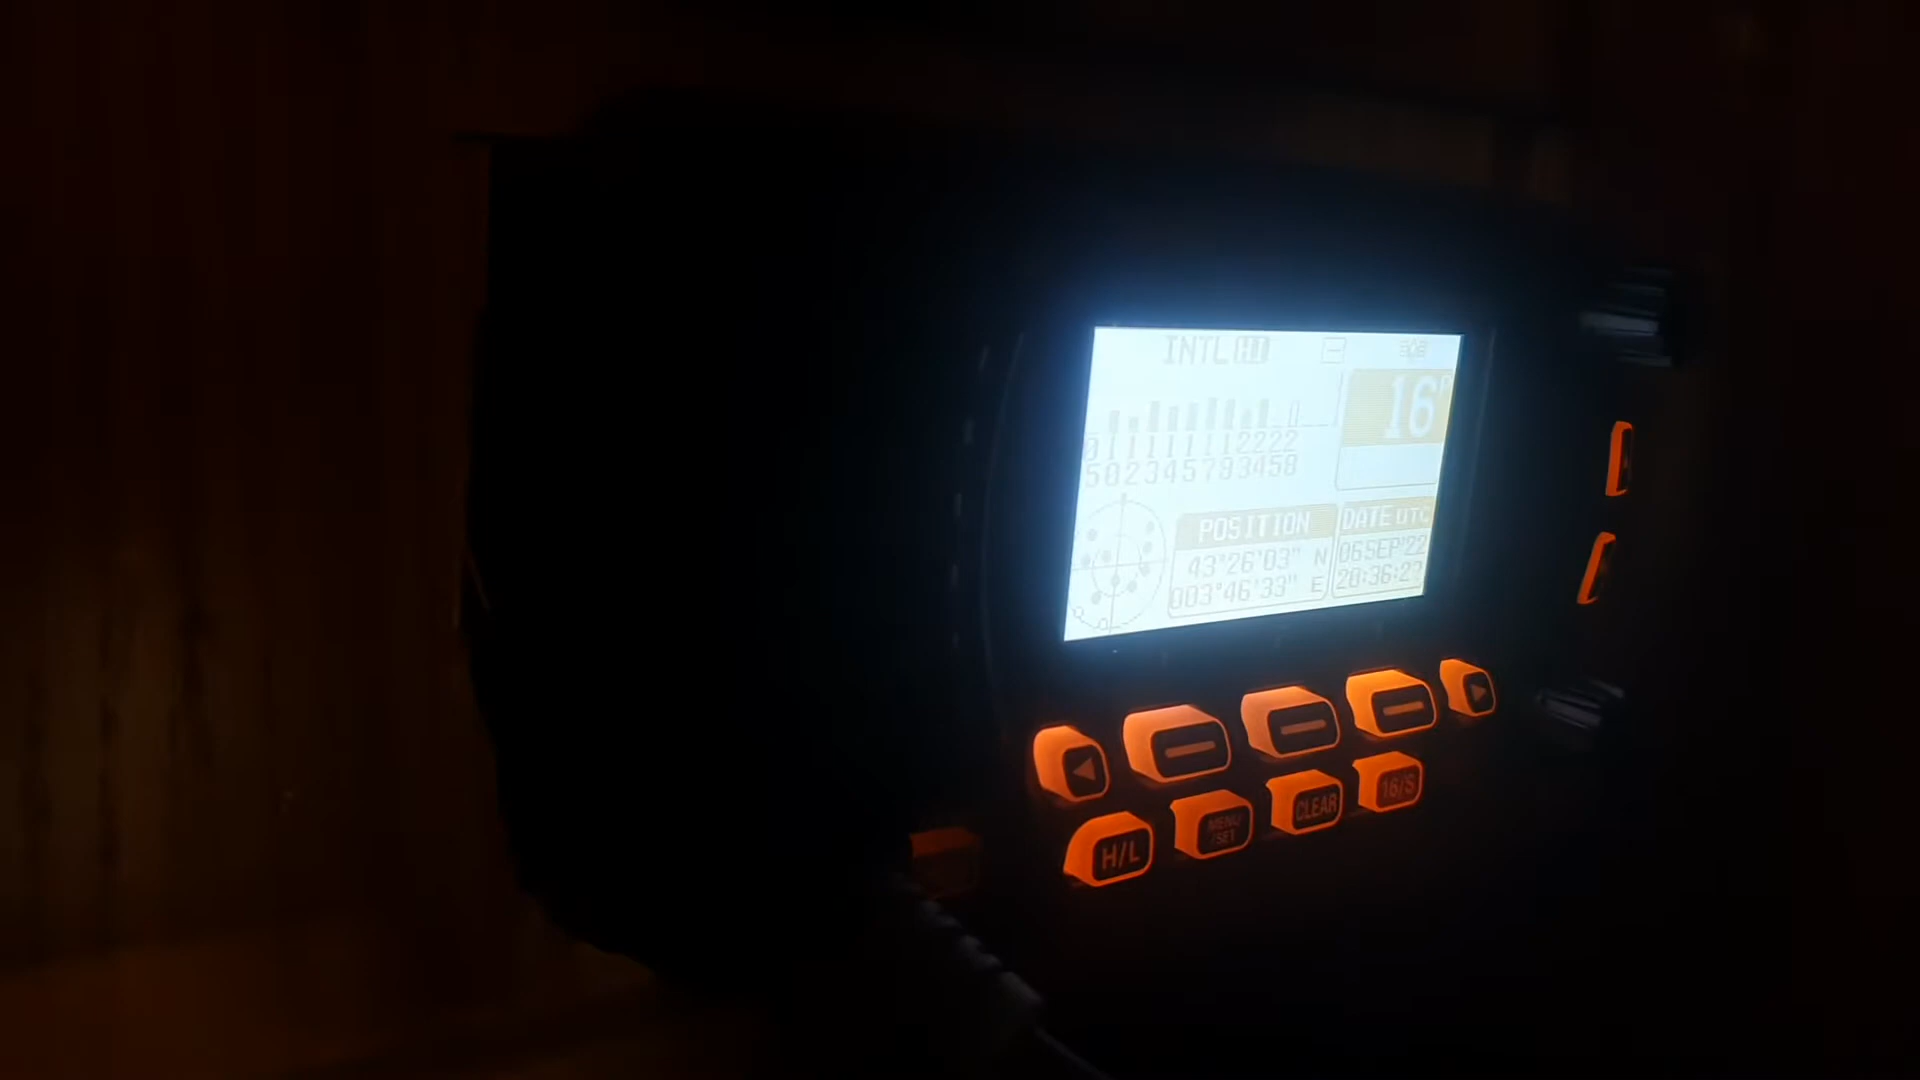 INTL HI
16
0 1 1 1 1 1 1 2 2 2 2
5 0 2 3 4 5 7 9 3 4 5 8
POSITION
43°26'03" N
003°46'33" E
DATE UTC
06SEP'22
20:36:22
H/L
MENU
/SET
CLEAR
16/S